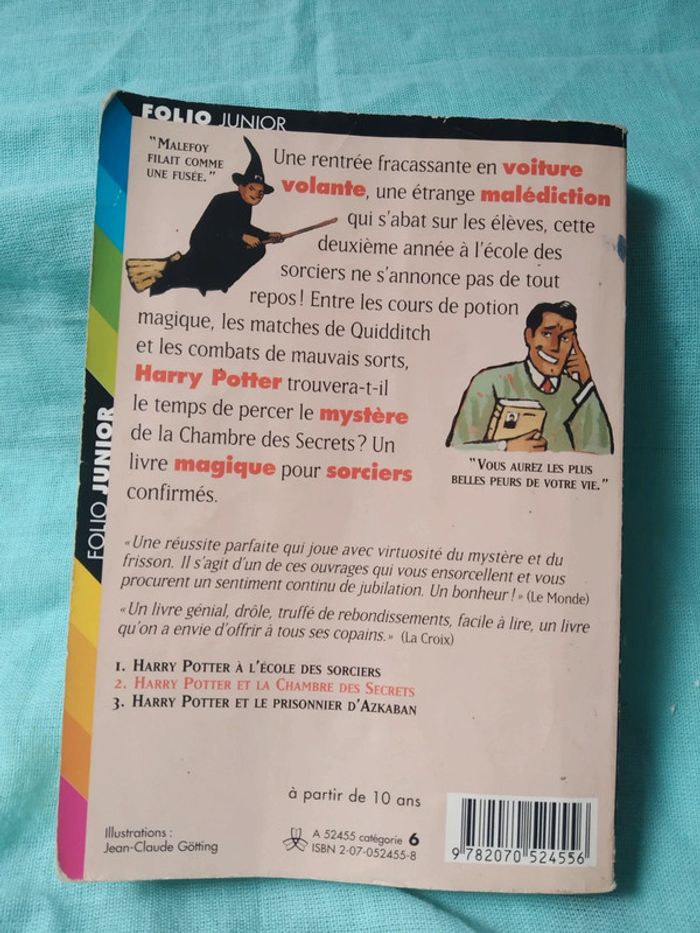 FOLIO JUNIOR
"MALEFOY
FILAIT COMME
UNE FUSÉE."
Une rentrée fracassante en voiture
volante, une étrange malédiction
qui s'abat sur les élèves, cette
deuxième année à l'école des
sorciers ne s'annonce pas de tout
repos ! Entre les cours de potion
magique, les matches de Quidditch
et les combats de mauvais sorts,
Harry Potter trouvera-t-il
le temps de percer le mystère
de la Chambre des Secrets ? Un
livre magique pour sorciers
confirmés.
"VOUS AUREZ LES PLUS
BELLES PEURS DE VOTRE VIE."
FOLIO JUNIOR
«Une réussite parfaite qui joue avec virtuosité du mystère et du
frisson. Il s'agit d'un de ces ouvrages qui vous ensorcellent et vous
procurent un sentiment continu de jubilation. Un bonheur !» (Le Monde)
«Un livre génial, drôle, truffé de rebondissements, facile à lire, un livre
qu'on a envie d'offrir à tous ses copains.» (La Croix)
1. HARRY POTTER À L'ÉCOLE DES SORCIERS
2. HARRY POTTER ET LA CHAMBRE DES SECRETS
3. HARRY POTTER ET LE PRISONNIER D'AZKABAN
à partir de 10 ans
Illustrations :
Jean-Claude Götting
A 52455 catégorie 6
ISBN 2-07-052455-8
9 782070 524556